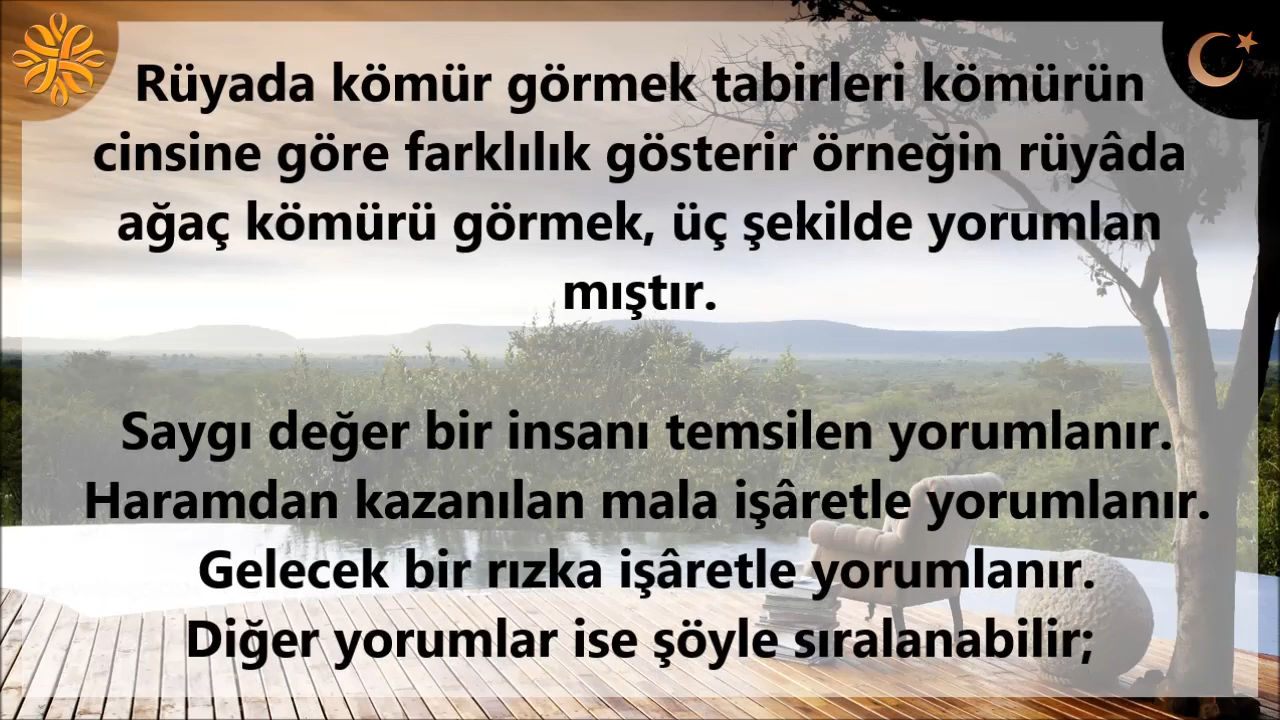 Rüyada kömür görmek tabirleri kömürün
cinsine göre farklılık gösterir örneğin rüyâda
ağaç kömürü görmek, üç şekilde yorumlan
mıştır.
Saygı değer bir insanı temsilen yorumlanır.
Haramdan kazanılan mala işâretle yorumlanır.
Gelecek bir rızka işâretle yorumlanır.
Diğer yorumlar ise şöyle sıralanabilir;